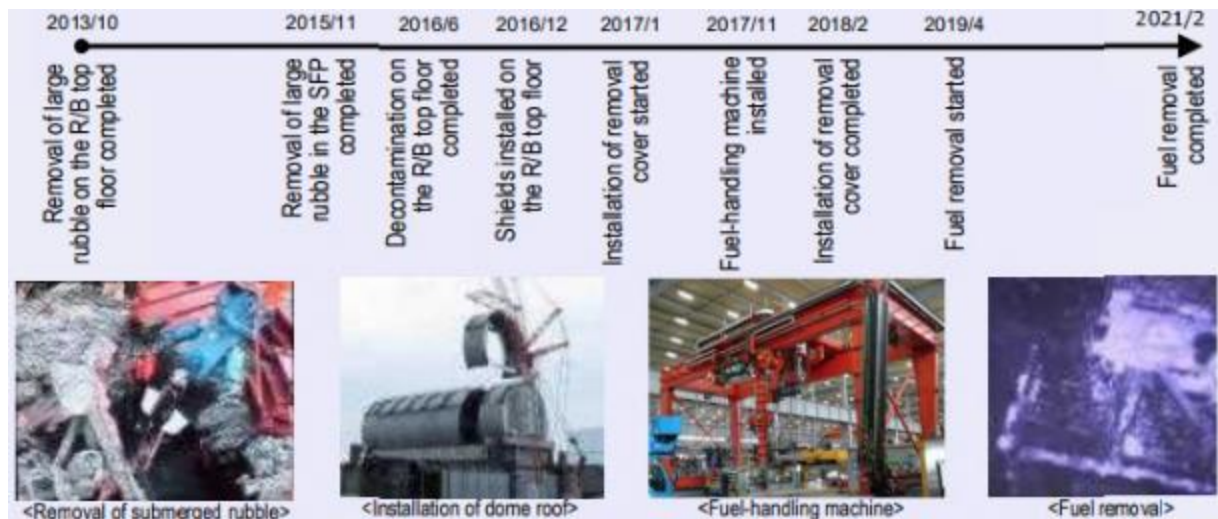 2013/10
2015/11
2016/6
2016/12
2017/1
2017/11
2018/2
2019/4
2021/2
Removal of large
rubble on the R/B top
floor completed
Removal of large
rubble in the SFP
completed
Decontamination on
the R/B top floor
completed
Shields installed on
the R/B top floor
Installation of removal
cover started
Fuel-handling machine
installed
Installation of removal
cover completed
Fuel removal started
Fuel removal
completed
<Removal of submerged rubble>
<Installation of dome roof>
<Fuel-handling machine>
<Fuel removal>